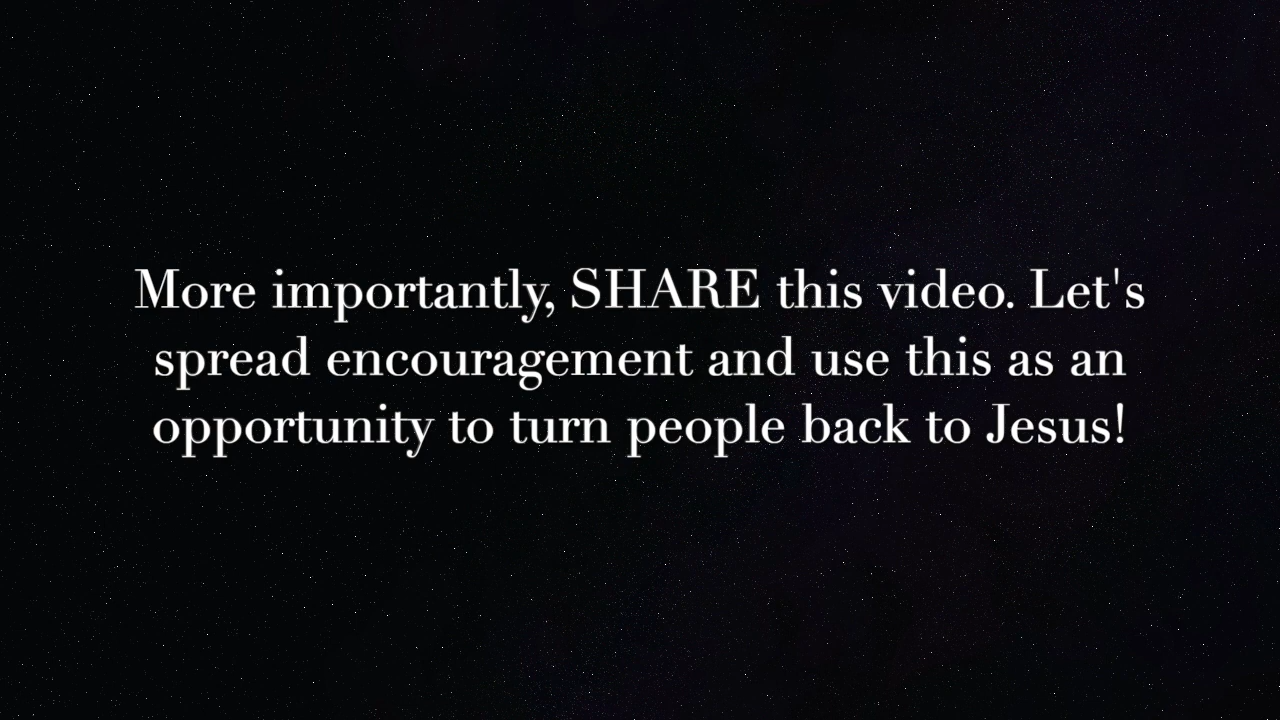 More importantly, SHARE this video. Let's
spread encouragement and use this as an
opportunity to turn people back to Jesus!